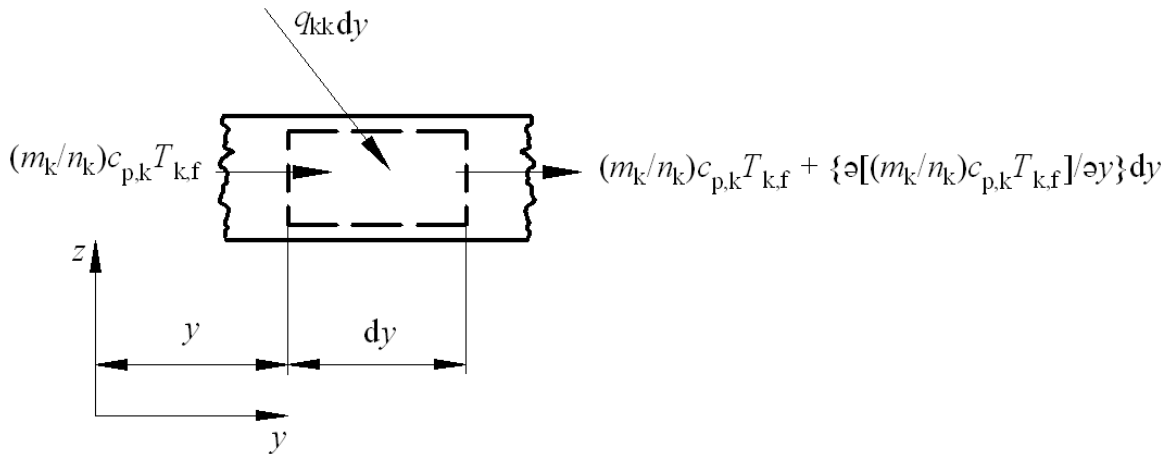 q_kk dy
(m_k/n_k)c_p,k T_k,f
(m_k/n_k)c_p,k T_k,f + {ə[(m_k/n_k)c_p,k T_k,f]/əy}dy
z
y
dy
y